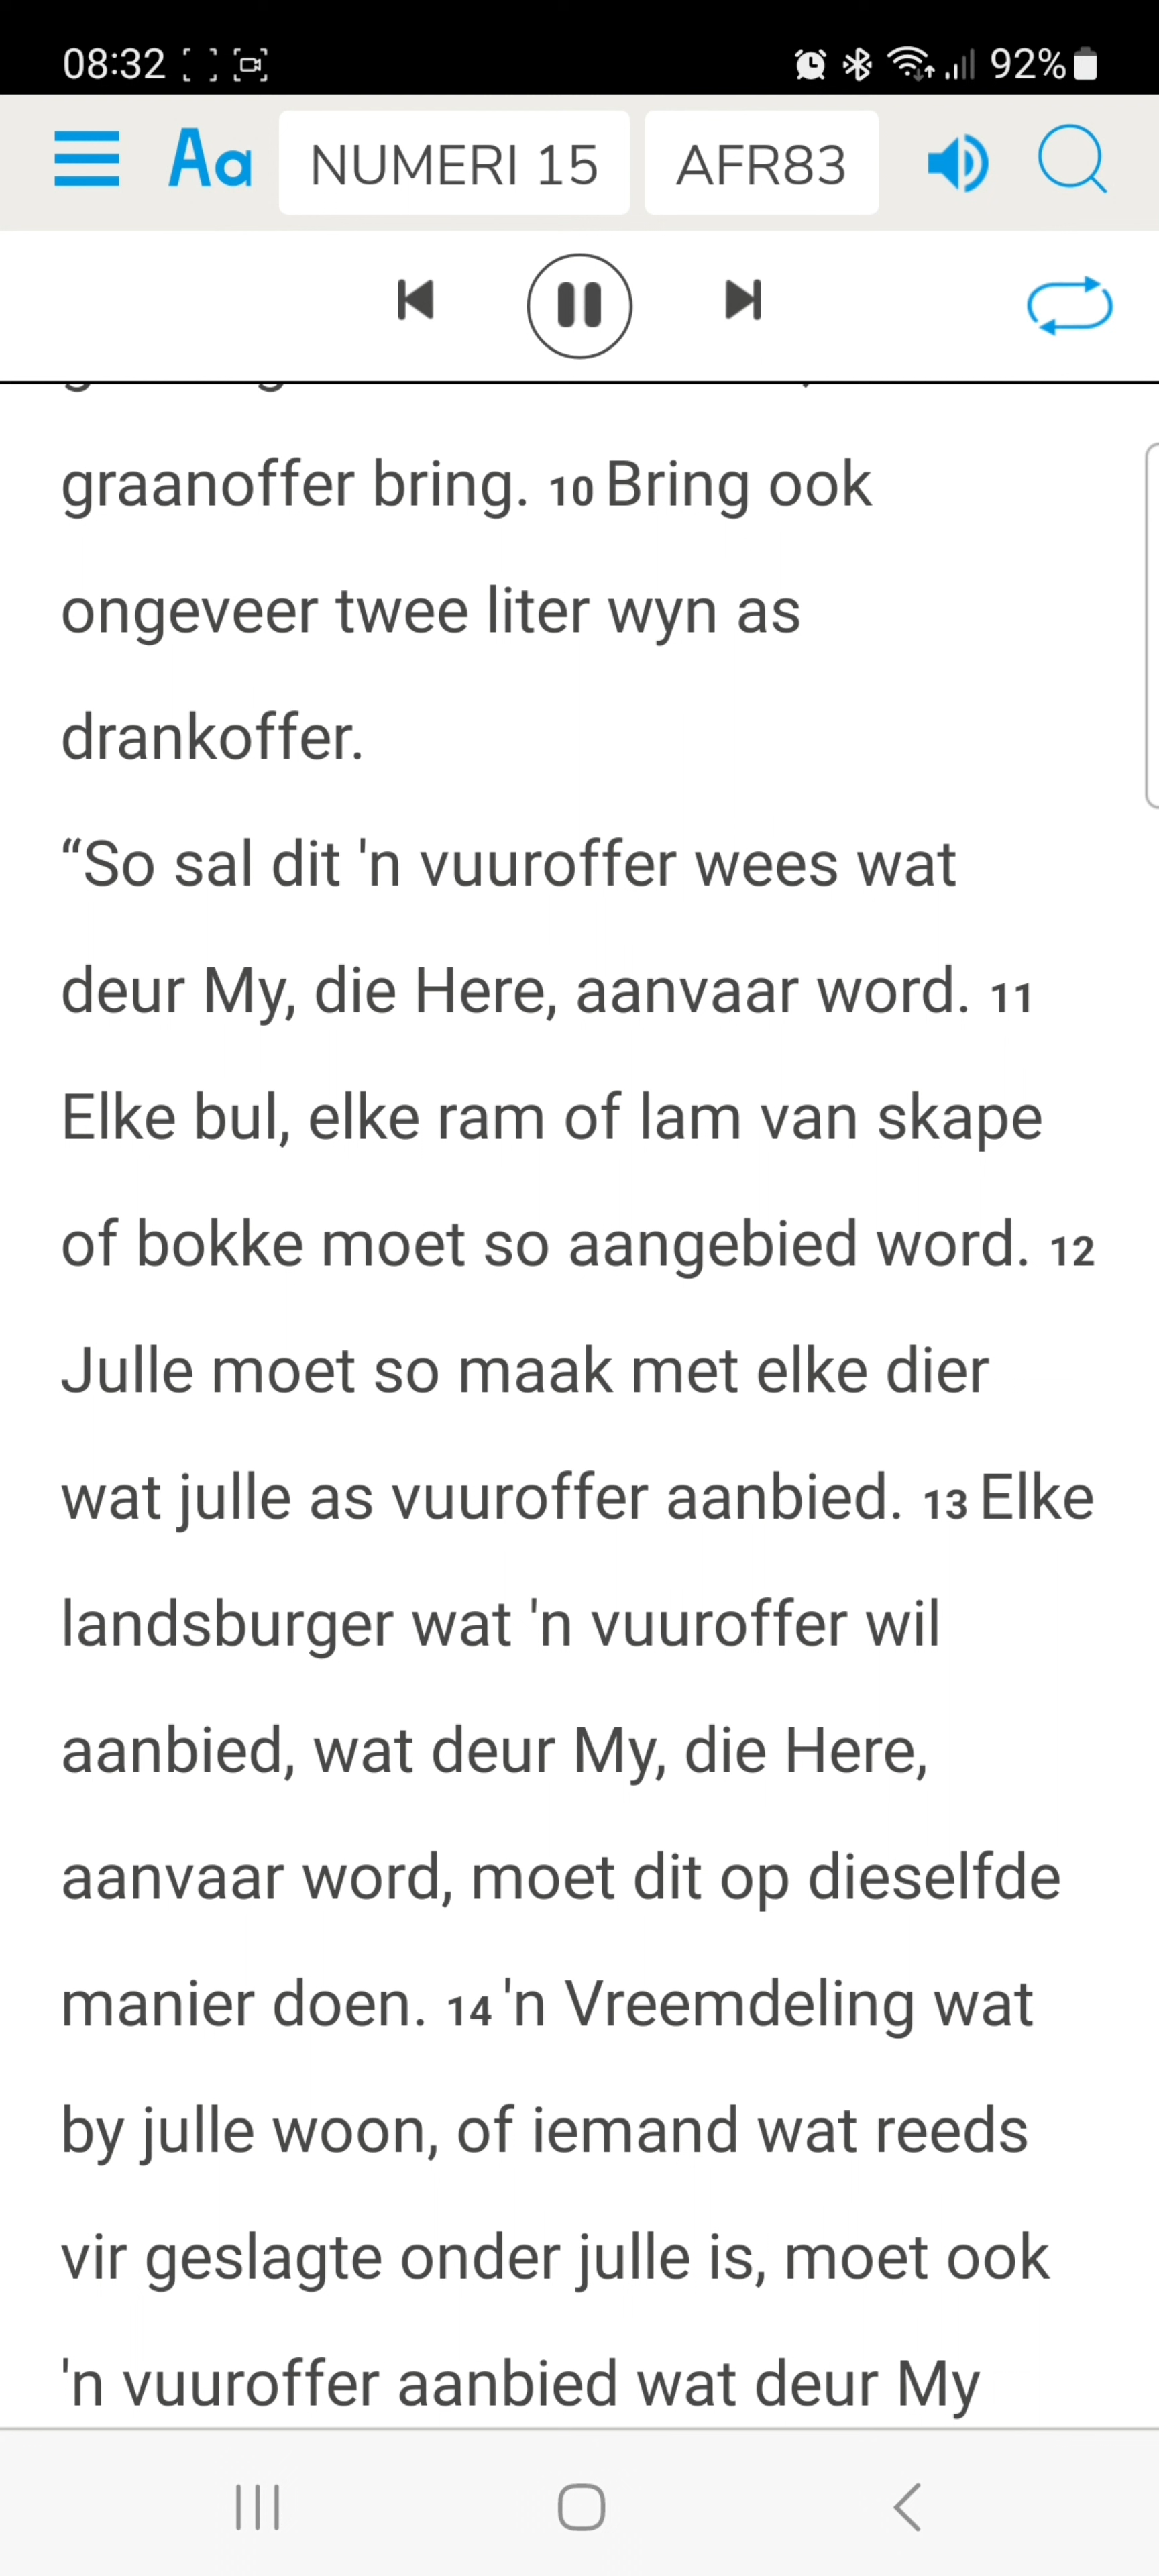 08:32 92%
Aa NUMERI 15 AFR83
graanoffer bring. 10 Bring ook
ongeveer twee liter wyn as
drankoffer.
“So sal dit 'n vuuroffer wees wat
deur My, die Here, aanvaar word. 11
Elke bul, elke ram of lam van skape
of bokke moet so aangebied word. 12
Julle moet so maak met elke dier
wat julle as vuuroffer aanbied. 13 Elke
landsburger wat 'n vuuroffer wil
aanbied, wat deur My, die Here,
aanvaar word, moet dit op dieselfde
manier doen. 14 'n Vreemdeling wat
by julle woon, of iemand wat reeds
vir geslagte onder julle is, moet ook
'n vuuroffer aanbied wat deur My